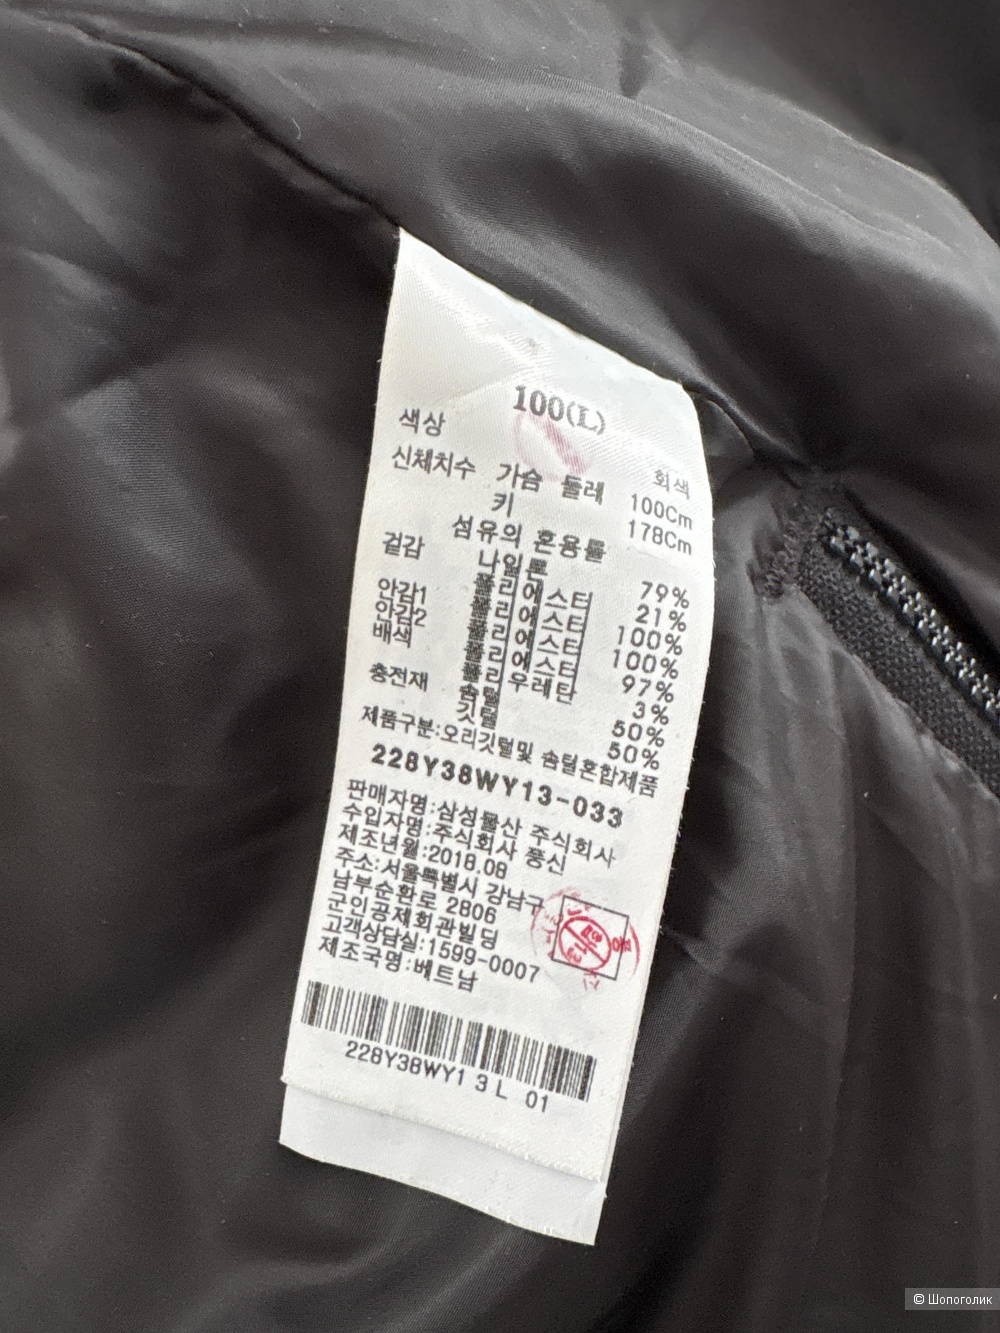 100(L)
색상 회색
신체치수 가슴 둘레 100Cm
키 178Cm
섬유의 혼용률
겉감 나일론 79%
폴리에스터 21%
안감1 폴리에스터 100%
안감2 폴리에스터 100%
배색 폴리에스터 97%
폴리우레탄 3%
충전재 솜털 50%
깃털 50%
제품구분:오리깃털및 솜털혼합제품
228Y38WY13-033
판매자명:삼성물산 주식회사
수입자명:주식회사 풍신
제조년월:2018.08
주소:서울특별시 강남구
남부순환로 2806
군인공제회관빌딩
고객상담실:1599-0007
제조국명:베트남
228Y38WY1 3 L 01
© Шопоголик